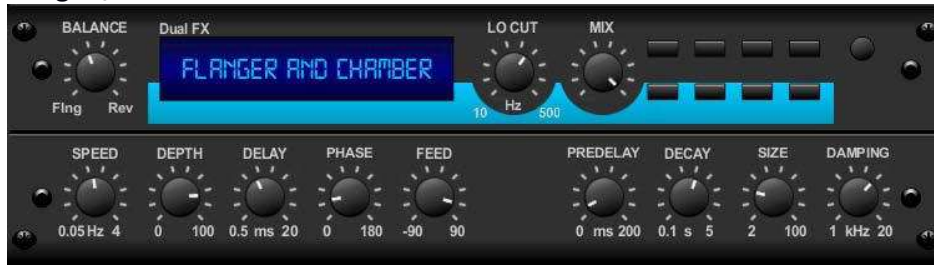 BALANCE Dual FX LO CUT MIX
FLANGER AND CHAMBER
Flng Rev 10 Hz 500
SPEED DEPTH DELAY PHASE FEED PREDELAY DECAY SIZE DAMPING
0.05 Hz 4 0 100 0.5 ms 20 0 180 -90 90 0 ms 200 0.1 s 5 2 100 1 kHz 20